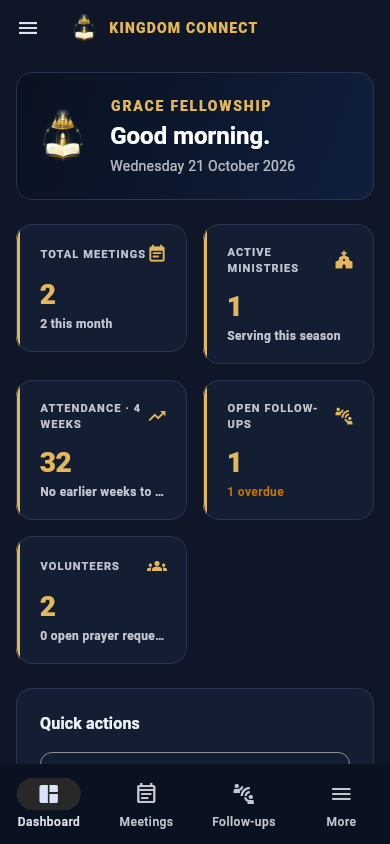 KINGDOM CONNECT
GRACE FELLOWSHIP
Good morning.
Wednesday 21 October 2026
TOTAL MEETINGS
2
2 this month
ACTIVE
MINISTRIES
1
Serving this season
ATTENDANCE · 4
WEEKS
32
No earlier weeks to ...
OPEN FOLLOW-
UPS
1
1 overdue
VOLUNTEERS
2
0 open prayer reque...
Quick actions
Dashboard
Meetings
Follow-ups
More